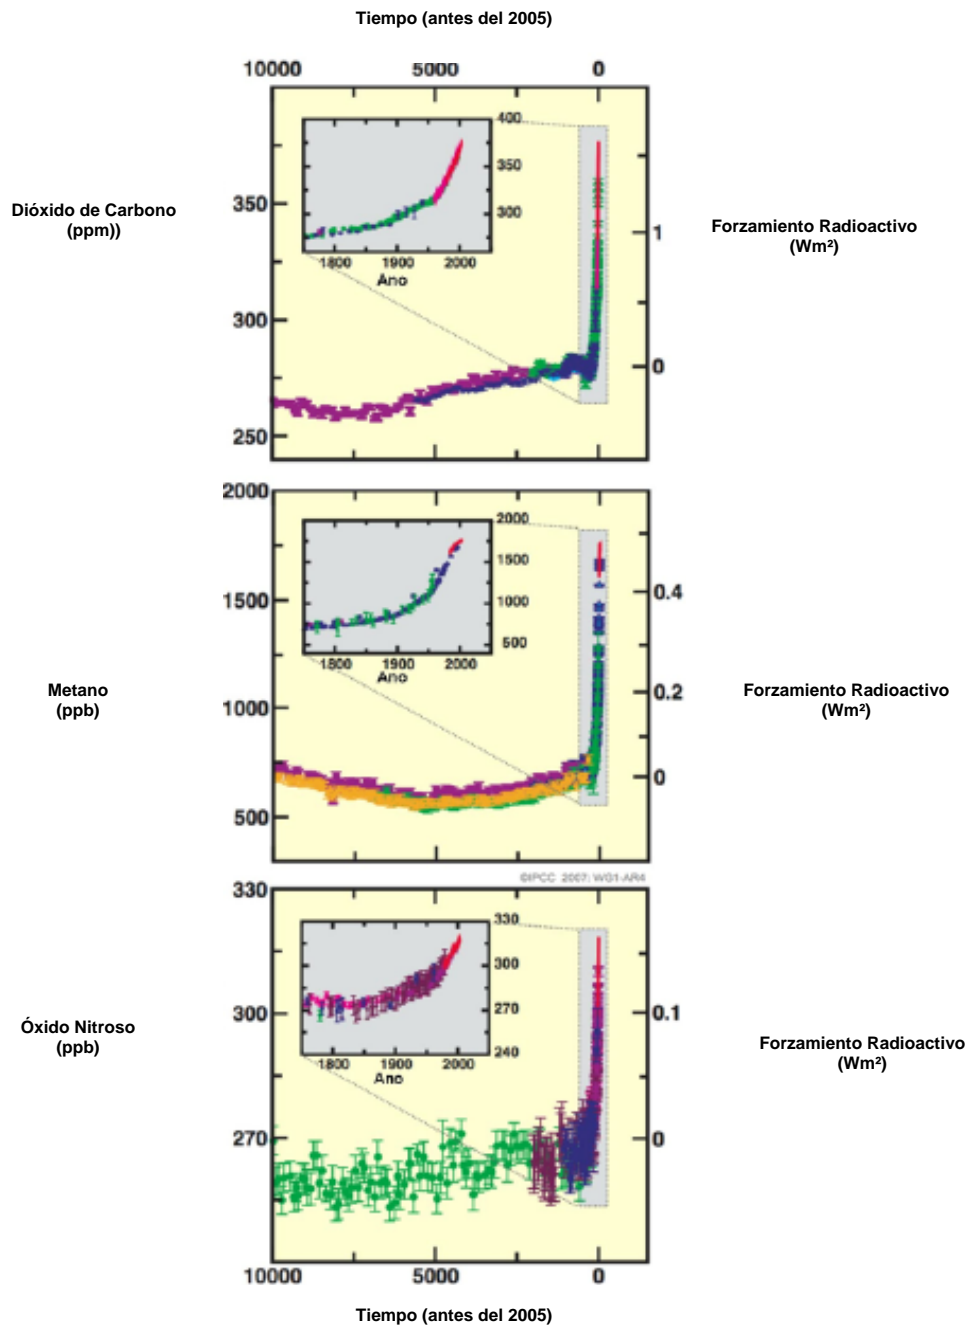 Tiempo (antes del 2005)
10000 5000 0
400
350
300
1800 1900 2000
Ano
350
300
250
1
0
Dióxido de Carbono
(ppm))
Forzamiento Radioactivo
(Wm²)
2000
1500
1000
500
2000
1500
1000
500
1800 1900 2000
Ano
0.4
0.2
0
Metano
(ppb)
Forzamiento Radioactivo
(Wm²)
©IPCC 2007: WG1-AR4
330
300
270
330
300
270
240
1800 1900 2000
Ano
0.1
0
Óxido Nitroso
(ppb)
Forzamiento Radioactivo
(Wm²)
10000 5000 0
Tiempo (antes del 2005)